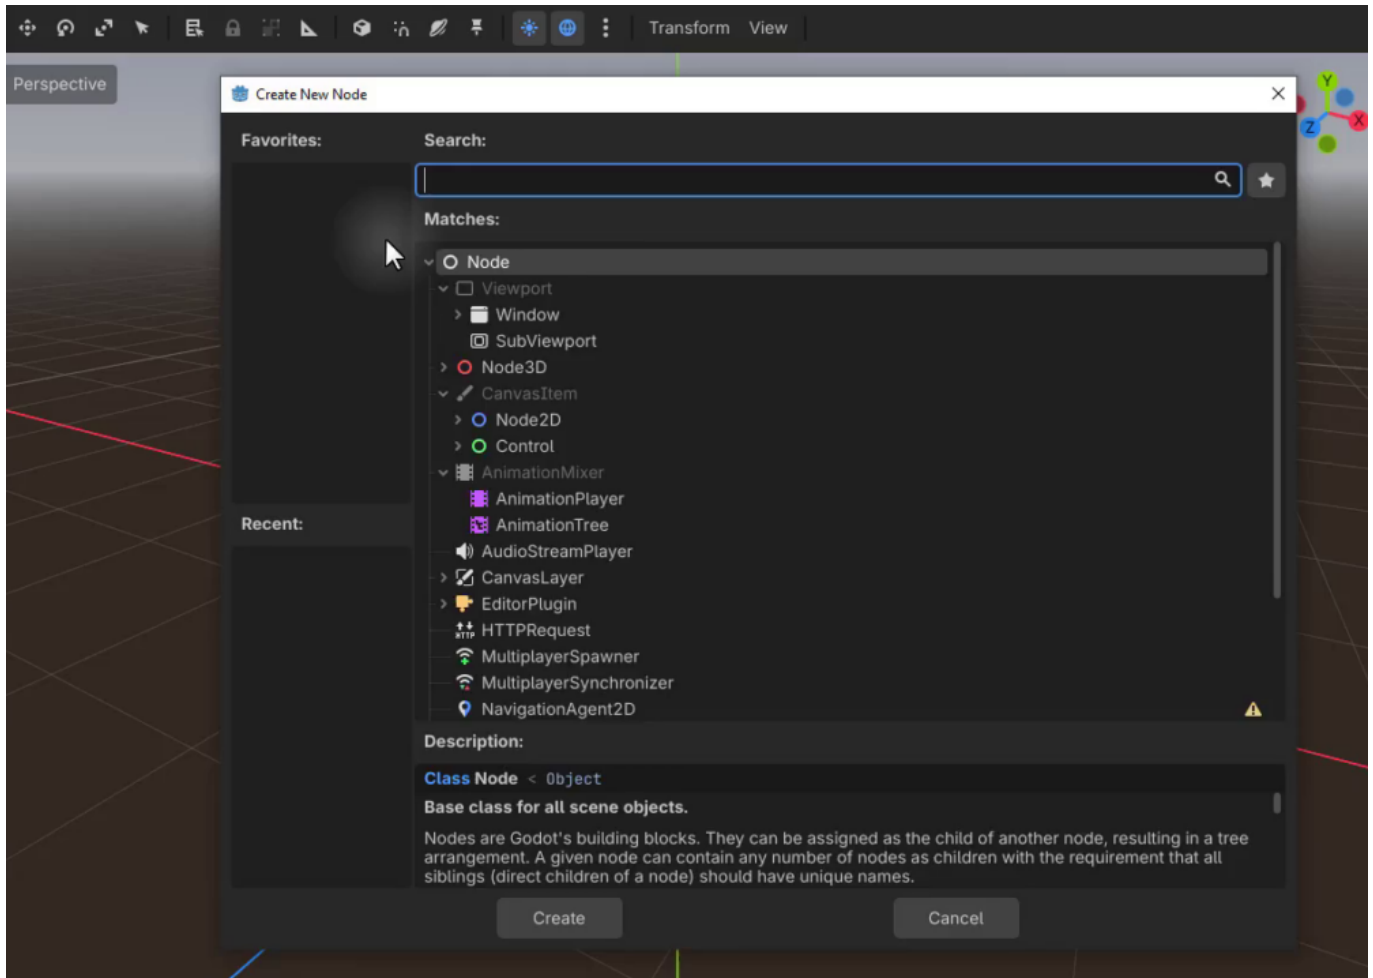 Transform View
Perspective
Y
X
Z
Create New Node
Favorites:
Search:
Matches:
Node
Viewport
Window
SubViewport
Node3D
CanvasItem
Node2D
Control
AnimationMixer
AnimationPlayer
AnimationTree
AudioStreamPlayer
CanvasLayer
EditorPlugin
HTTP HTTPRequest
MultiplayerSpawner
MultiplayerSynchronizer
NavigationAgent2D
Recent:
Description:
Class Node < Object
Base class for all scene objects.
Nodes are Godot's building blocks. They can be assigned as the child of another node, resulting in a tree
arrangement. A given node can contain any number of nodes as children with the requirement that all
siblings (direct children of a node) should have unique names.
Create
Cancel